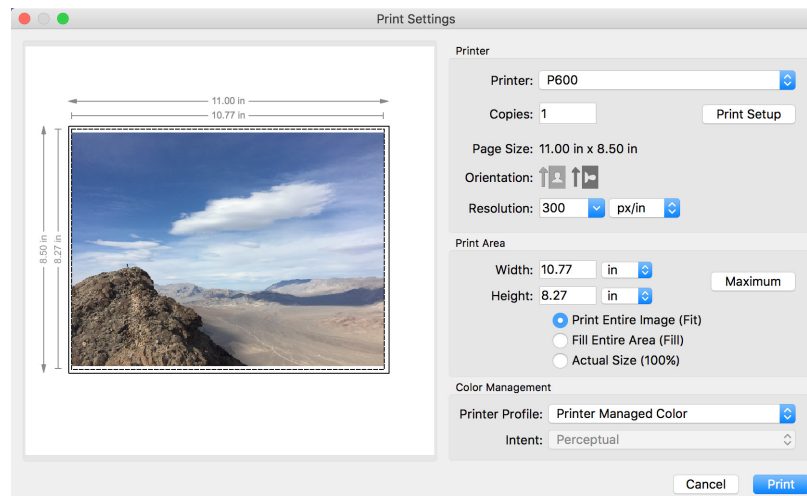 Print Settings
11.00 in
10.77 in
8.50 in
8.27 in
Printer
Printer: P600
Copies: 1 Print Setup
Page Size: 11.00 in x 8.50 in
Orientation:
Resolution: 300 px/in
Print Area
Width: 10.77 in
Maximum
Height: 8.27 in
Print Entire Image (Fit)
Fill Entire Area (Fill)
Actual Size (100%)
Color Management
Printer Profile: Printer Managed Color
Intent: Perceptual
Cancel Print